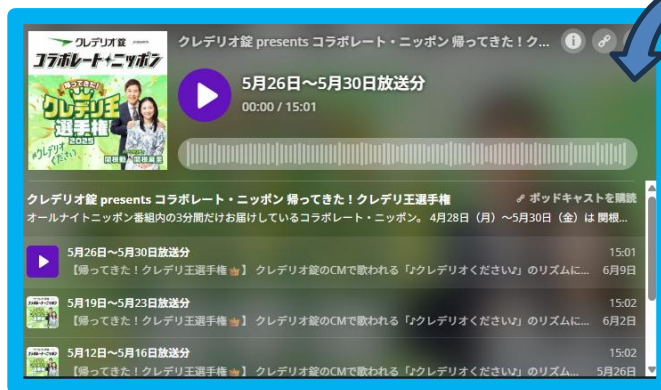 クレデリオ錠 presents
コラボレート・ニッポン
帰ってきた!
クレデリ王
選手権
2025
#クレデリオ
ください
関根勤 関根麻里
クレデリオ錠 presents コラボレート・ニッポン 帰ってきた！ク...
5月26日～5月30日放送分
00:00 / 15:01
クレデリオ錠 presents コラボレート・ニッポン 帰ってきた！クレデリ王選手権
ポッドキャストを購読
オールナイトニッポン番組内の3分間だけお届けしているコラボレート・ニッポン。 4月28日（月）～5月30日（金）は 関根...
5月26日～5月30日放送分 15:01
【帰ってきた！クレデリ王選手権👑】 クレデリオ錠のCMで歌われる「♪クレデリオください♪」のリズムに... 6月9日
5月19日～5月23日放送分 15:02
【帰ってきた！クレデリ王選手権👑】 クレデリオ錠のCMで歌われる「♪クレデリオください♪」のリズムに... 6月2日
5月12日～5月16日放送分 15:02
【帰ってきた！クレデリ王選手権👑】 クレデリオ錠のCMで歌われる「♪クレデリオください♪」のリズム... 5月26日